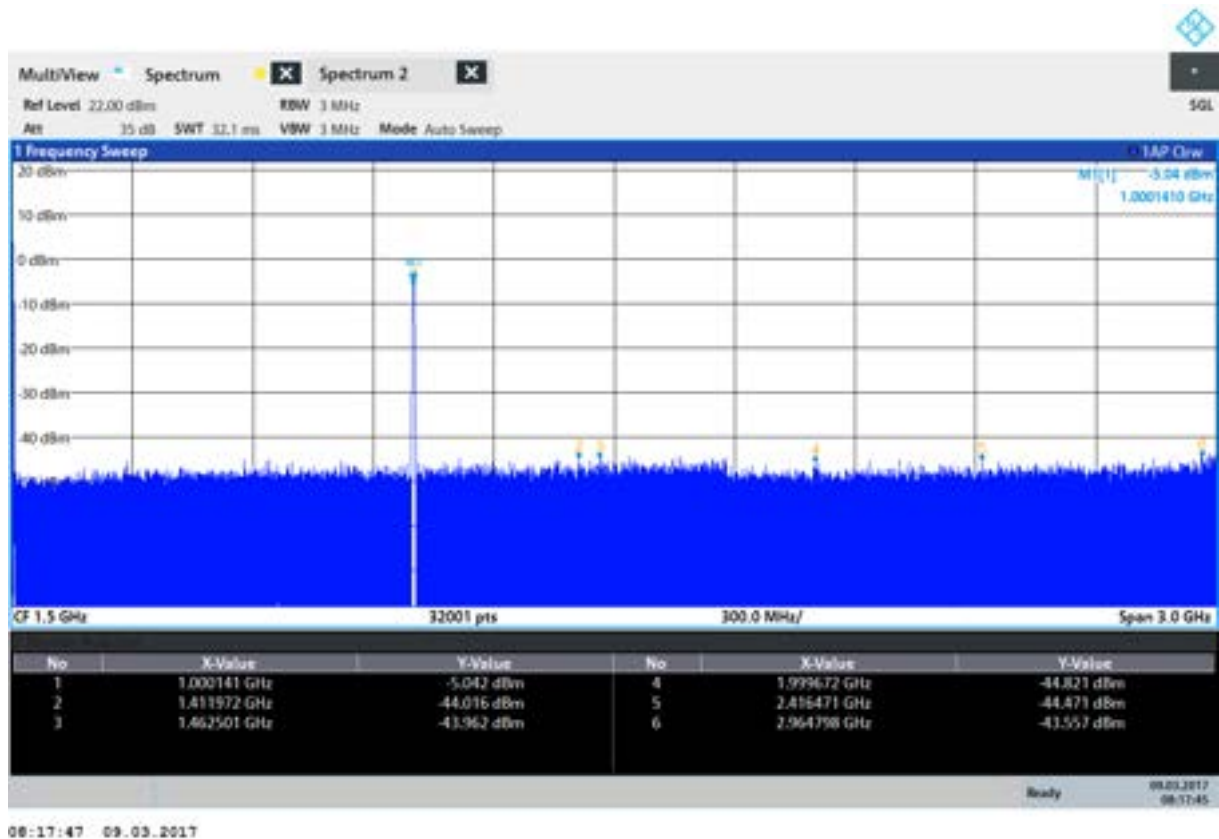 MultiView Spectrum X Spectrum 2 X
Ref Level 22.00 dBm RBW 3 MHz SGL
Att 35 dB SWT 32.1 ms VBW 3 MHz Mode Auto Sweep
1 Frequency Sweep 1AP Clrw
20 dBm M1[1] -5.04 dBm
1.0001410 GHz
10 dBm
0 dBm
-10 dBm
-20 dBm
-30 dBm
-40 dBm
CF 1.5 GHz 32001 pts 300.0 MHz/ Span 3.0 GHz
No X-Value Y-Value No X-Value Y-Value
1 1.000141 GHz -5.042 dBm 4 1.999672 GHz -44.821 dBm
2 1.411972 GHz -44.016 dBm 5 2.416471 GHz -44.471 dBm
3 1.462501 GHz -43.962 dBm 6 2.964798 GHz -43.557 dBm
Ready 09.03.2017
08:17:45
08:17:47 09.03.2017